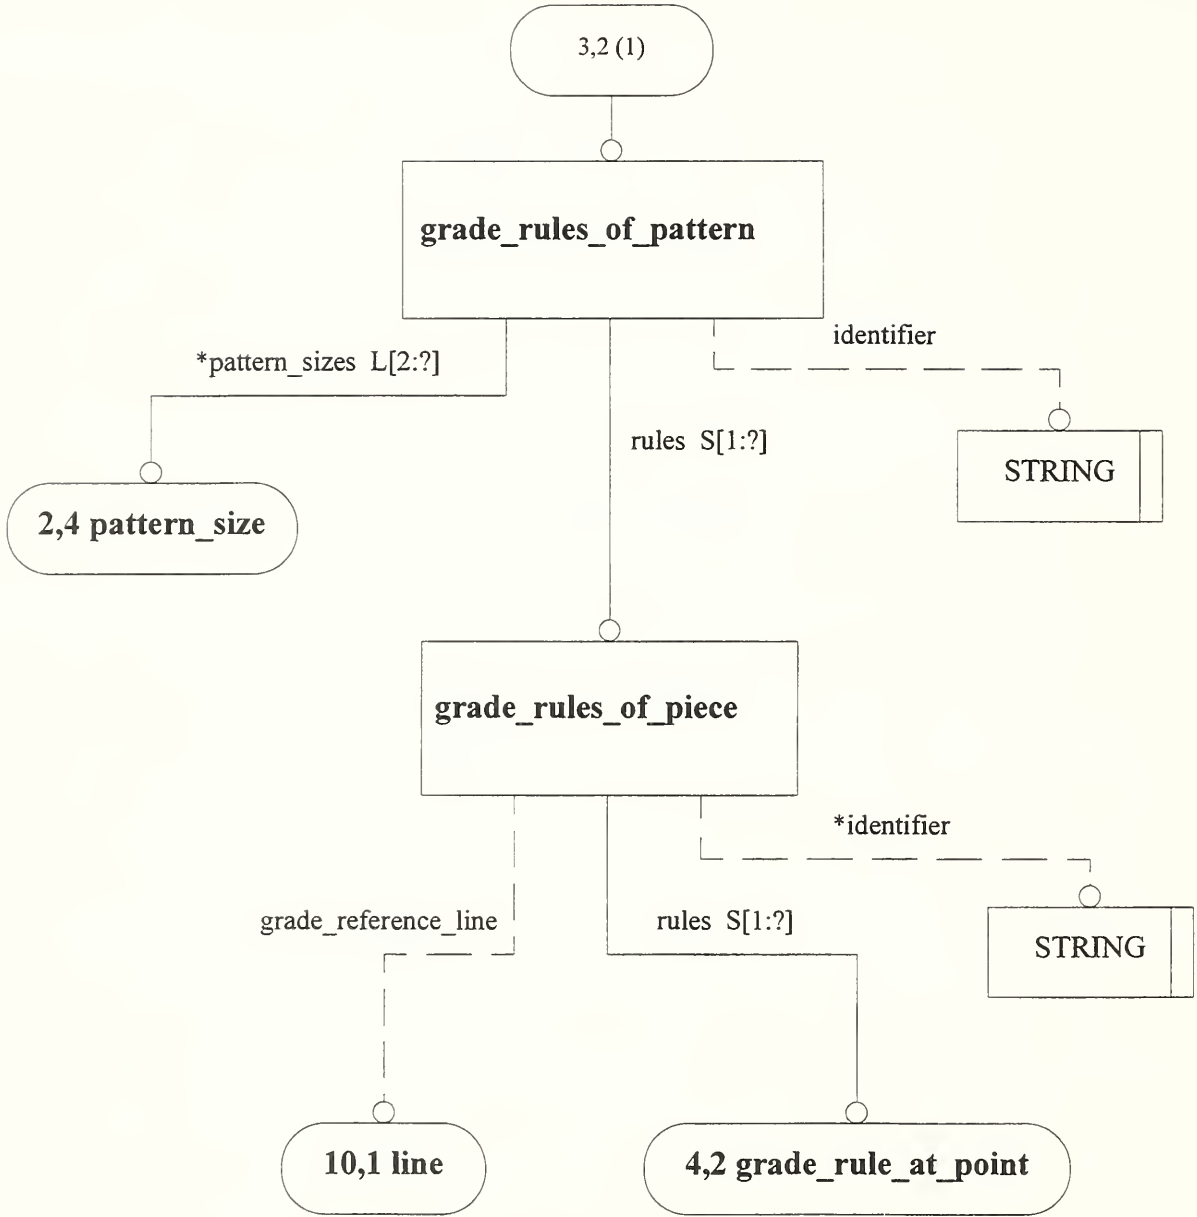 3,2 (1)
grade_rules_of_pattern
identifier
*pattern_sizes L[2:?]
rules S[1:?]
STRING
2,4 pattern_size
grade_rules_of_piece
*identifier
grade_reference_line
rules S[1:?]
STRING
10,1 line
4,2 grade_rule_at_point